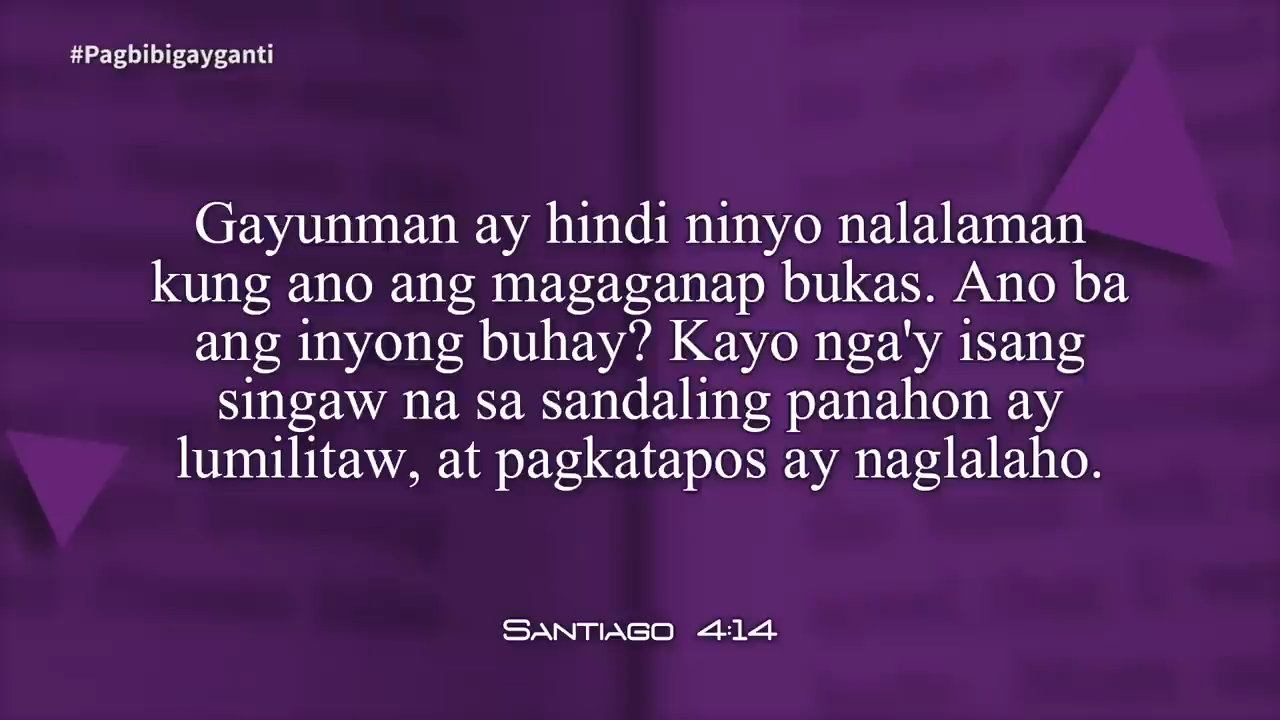 #Pagbibigayganti
Gayunman ay hindi ninyo nalalaman
kung ano ang magaganap bukas. Ano ba
ang inyong buhay? Kayo nga'y isang
singaw na sa sandaling panahon ay
lumilitaw, at pagkatapos ay naglalaho.
Santiago 4:14